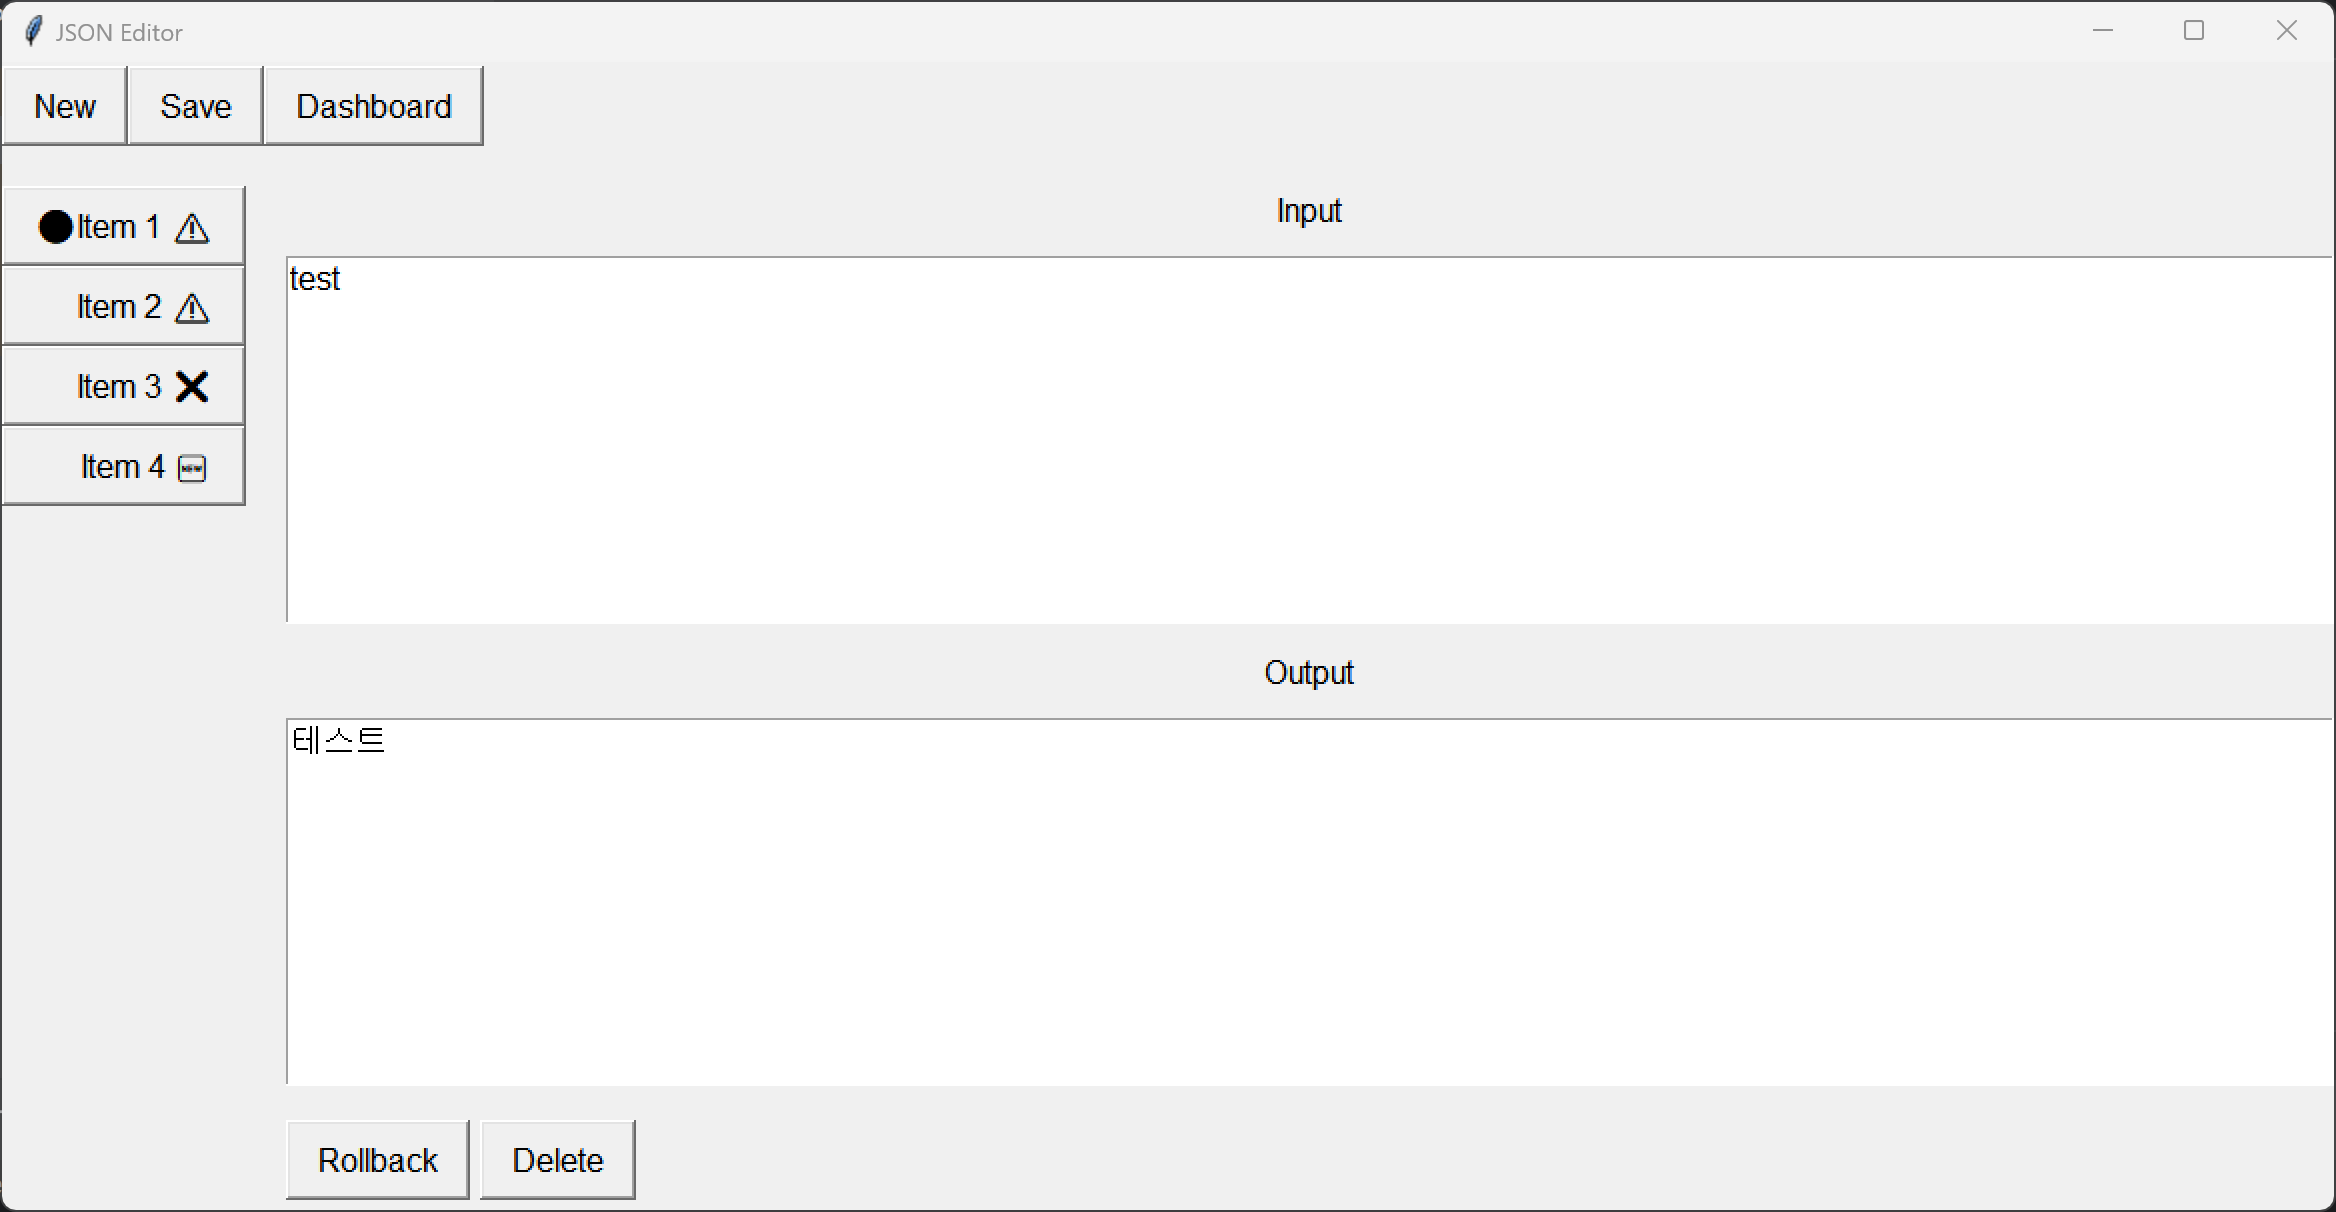 JSON Editor
New Save Dashboard
●Item 1 ⚠
Item 2 ⚠
Item 3 ✖
Item 4 🆕
Input
test
Output
테스트
Rollback Delete